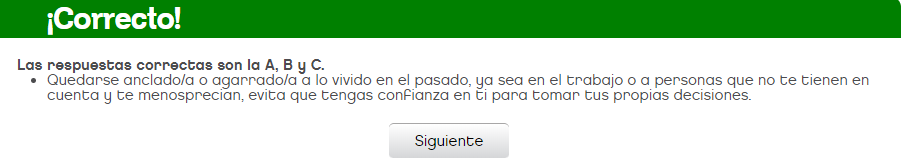 ¡Correcto!
Las respuestas correctas son la A, B y C.
• Quedarse anclado/a o agarrado/a a lo vivido en el pasado, ya sea en el trabajo o a personas que no te tienen en
cuenta y te menosprecian, evita que tengas confianza en ti para tomar tus propias decisiones.
Siguiente